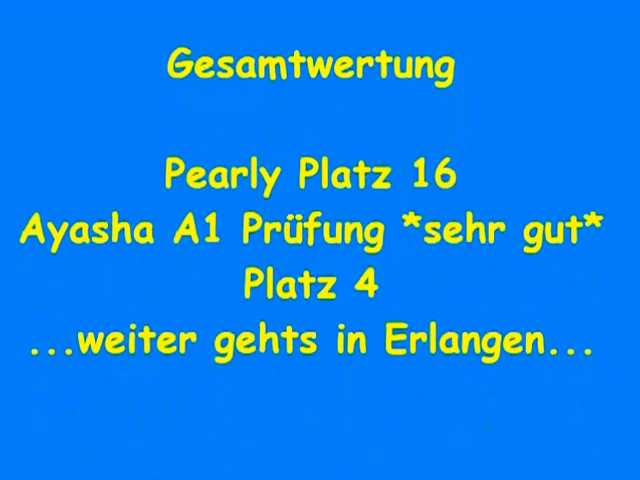 Gesamtwertung
Pearly Platz 16
Ayasha A1 Prüfung *sehr gut*
Platz 4
...weiter gehts in Erlangen...